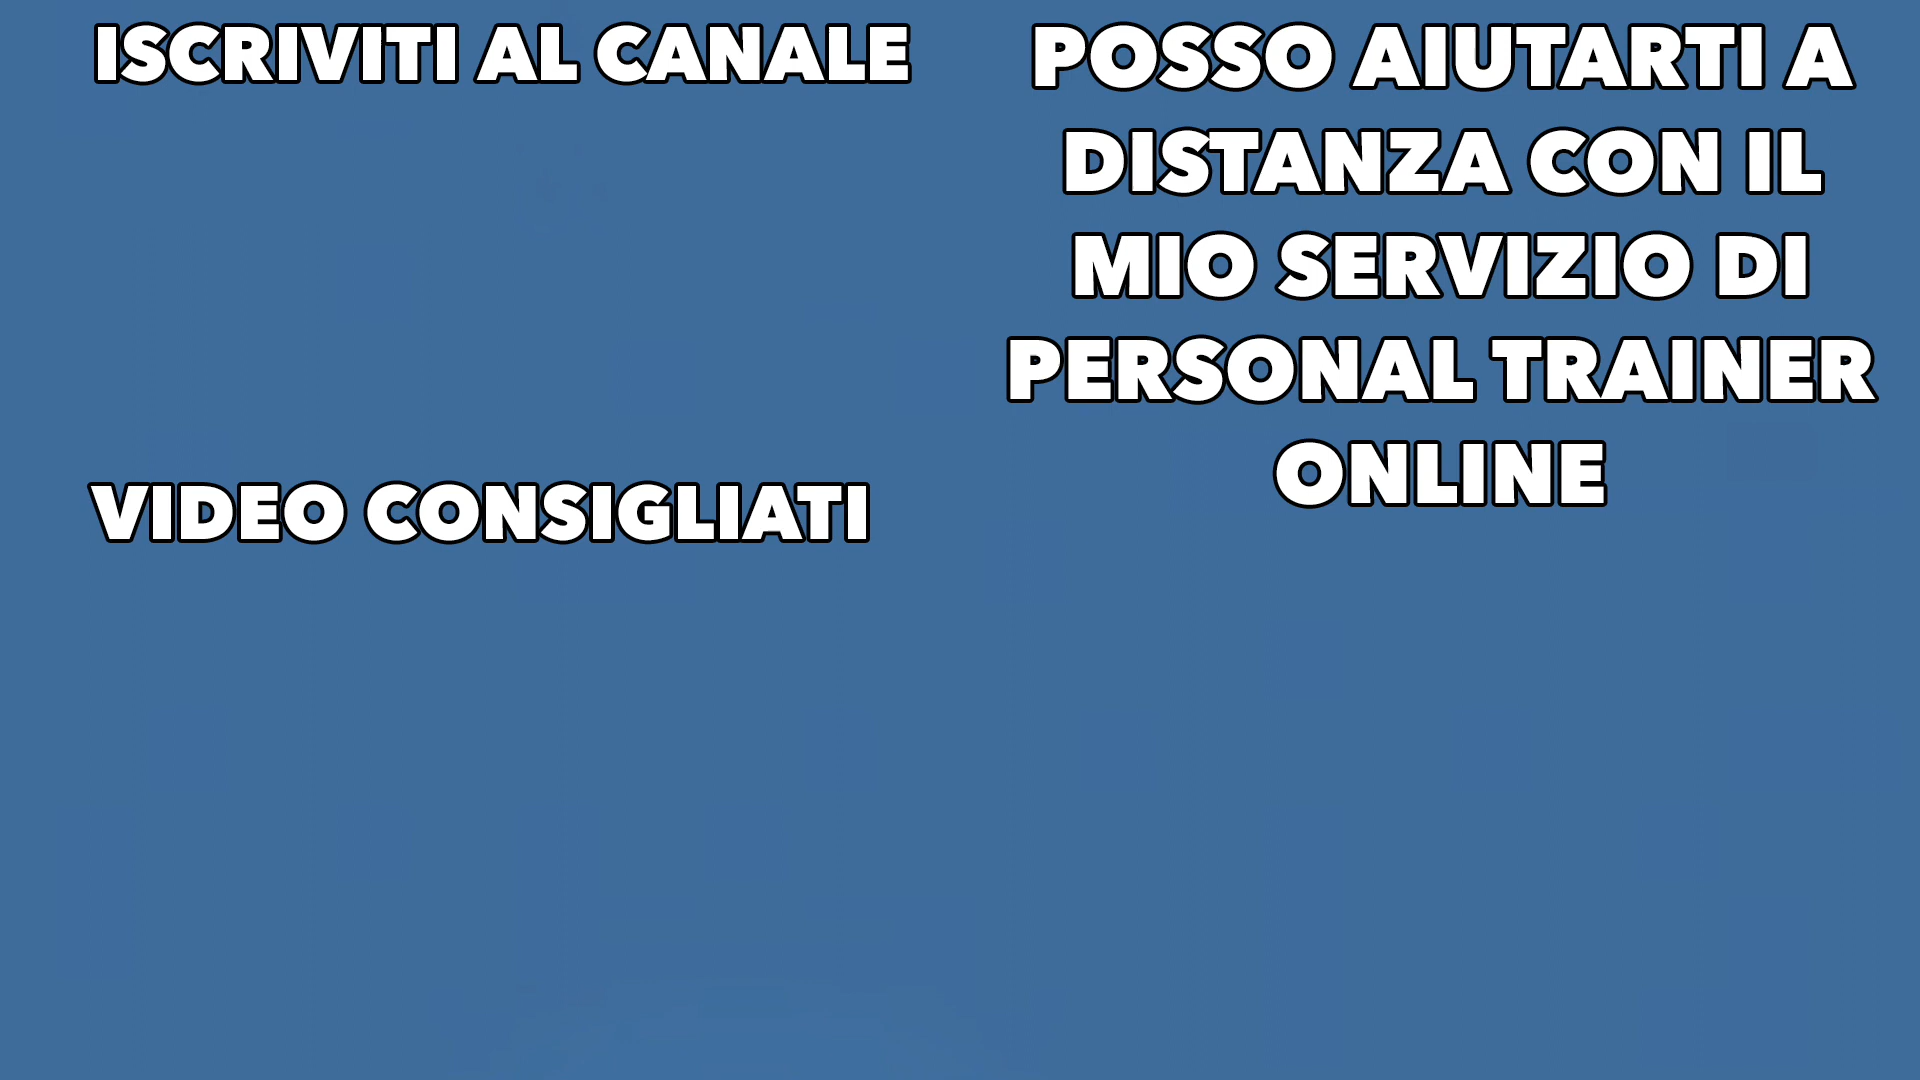 ISCRIVITI AL CANALE
VIDEO CONSIGLIATI
POSSO AIUTARTI A
DISTANZA CON IL
MIO SERVIZIO DI
PERSONAL TRAINER
ONLINE